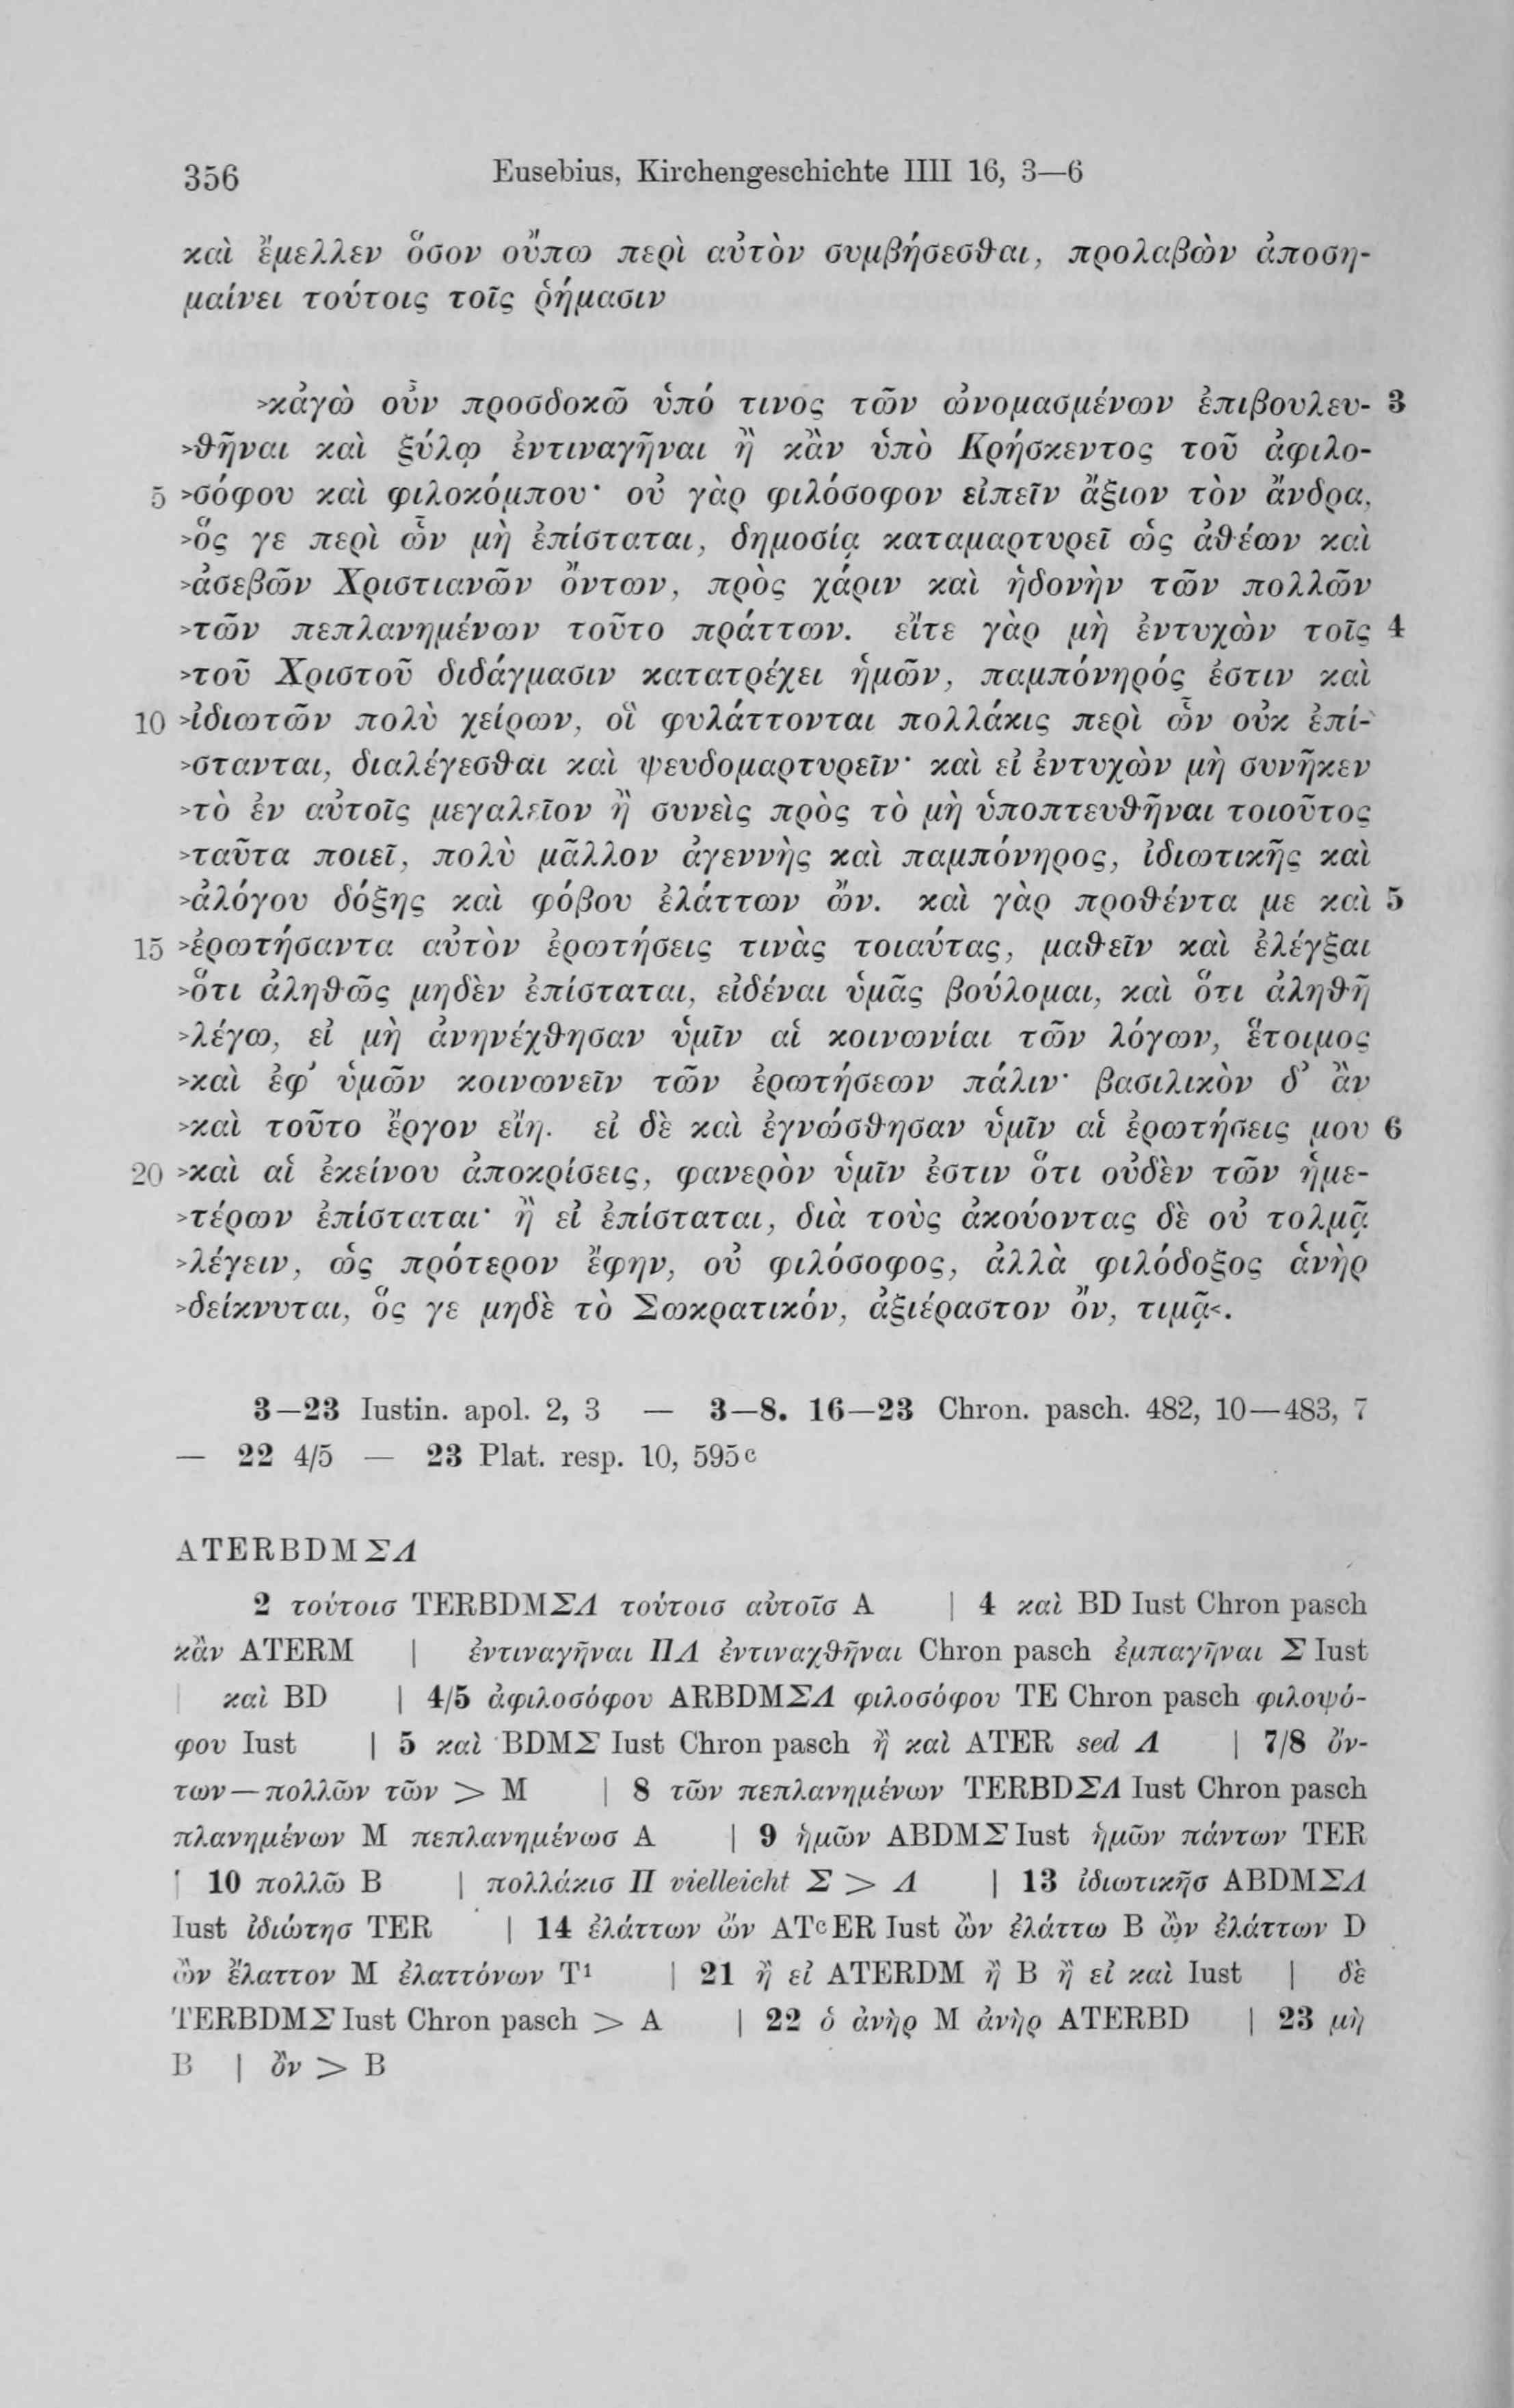 356 Eusebius, Kirchengeschichte IIII 16, 3—6
καὶ ἔμελλεν ὅσον οὔπω περὶ αὐτὸν συμβήσεσθαι, προλαβὼν ἀποση-
μαίνει τούτοις τοῖς ῥήμασιν
>κἀγὼ οὖν προσδοκῶ ὑπό τινος τῶν ὠνομασμένων ἐπιβουλευ- 3
>θῆναι καὶ ξύλῳ ἐντιναγῆναι ἢ κἂν ὑπὸ Κρήσκεντος τοῦ ἀφιλο-
5 >σόφου καὶ φιλοκόμπου· οὐ γὰρ φιλόσοφον εἰπεῖν ἄξιον τὸν ἄνδρα,
>ὅς γε περὶ ὧν μὴ ἐπίσταται, δημοσίᾳ καταμαρτυρεῖ ὡς ἀθέων καὶ
>ἀσεβῶν Χριστιανῶν ὄντων, πρὸς χάριν καὶ ἡδονὴν τῶν πολλῶν
>τῶν πεπλανημένων τοῦτο πράττων. εἴτε γὰρ μὴ ἐντυχὼν τοῖς 4
>τοῦ Χριστοῦ διδάγμασιν κατατρέχει ἡμῶν, παμπόνηρός ἐστιν καὶ
10 >ἰδιωτῶν πολὺ χείρων, οἳ φυλάττονται πολλάκις περὶ ὧν οὐκ ἐπί-
>στανται, διαλέγεσθαι καὶ ψευδομαρτυρεῖν· καὶ εἰ ἐντυχὼν μὴ συνῆκεν
>τὸ ἐν αὐτοῖς μεγαλεῖον ἢ συνεὶς πρὸς τὸ μὴ ὑποπτευθῆναι τοιοῦτος
>ταῦτα ποιεῖ, πολὺ μᾶλλον ἀγεννὴς καὶ παμπόνηρος, ἰδιωτικῆς καὶ
>ἀλόγου δόξης καὶ φόβου ἐλάττων ὤν. καὶ γὰρ προθέντα με καὶ 5
15 >ἐρωτήσαντα αὐτὸν ἐρωτήσεις τινὰς τοιαύτας, μαθεῖν καὶ ἐλέγξαι
>ὅτι ἀληθῶς μηδὲν ἐπίσταται, εἰδέναι ὑμᾶς βούλομαι, καὶ ὅτι ἀληθῆ
>λέγω, εἰ μὴ ἀνηνέχθησαν ὑμῖν αἱ κοινωνίαι τῶν λόγων, ἕτοιμος
>καὶ ἐφ' ὑμῶν κοινωνεῖν τῶν ἐρωτήσεων πάλιν· βασιλικὸν δ' ἂν
>καὶ τοῦτο ἔργον εἴη. εἰ δὲ καὶ ἐγνώσθησαν ὑμῖν αἱ ἐρωτήσεις μου 6
20 >καὶ αἱ ἐκείνου ἀποκρίσεις, φανερὸν ὑμῖν ἐστιν ὅτι οὐδὲν τῶν ἡμε-
>τέρων ἐπίσταται· ἢ εἰ ἐπίσταται, διὰ τοὺς ἀκούοντας δὲ οὐ τολμᾷ
>λέγειν, ὡς πρότερον ἔφην, οὐ φιλόσοφος, ἀλλὰ φιλόδοξος ἁνὴρ
>δείκνυται, ὅς γε μηδὲ τὸ Σωκρατικόν, ἀξιέραστον ὄν, τιμᾷ<.
3—23 Iustin. apol. 2, 3 — 3—8. 16—23 Chron. pasch. 482, 10—483, 7
— 22 4/5 — 23 Plat. resp. 10, 595c
ATERBDMΣΛ
2 τούτοισ TERBDMΣΛ τούτοισ αὐτοῖσ A | 4 καὶ BD Iust Chron pasch
κἂν ATERM | ἐντιναγῆναι ΠΛ ἐντιναχθῆναι Chron pasch ἐμπαγῆναι Σ Iust
| καὶ BD | 4/5 ἀφιλοσόφου ARBDMΣΛ φιλοσόφου TE Chron pasch φιλοψό-
φου Iust | 5 καὶ BDMΣ Iust Chron pasch ἢ καὶ ATER sed Λ | 7/8 ὄν-
των—πολλῶν τῶν > M | 8 τῶν πεπλανημένων TERBDΣΛ Iust Chron pasch
πλανημένων M πεπλανημένωσ A | 9 ἡμῶν ABDMΣ Iust ἡμῶν πάντων TER
| 10 πολλῶ B | πολλάκισ Π vielleicht Σ > Λ | 13 ἰδιωτικῆσ ABDMΣΛ
Iust ἰδιώτησ TER | 14 ἐλάττων ὤν ATcER Iust ὢν ἐλάττω B ὢν ἐλάττων D
ὢν ἔλαττον M ἐλαττόνων T1 | 21 ἢ εἰ ATERDM ἢ B ἢ εἰ καὶ Iust | δὲ
TERBDMΣ Iust Chron pasch > A | 22 ὁ ἀνὴρ M ἀνὴρ ATERBD | 23 μὴ
B | ὂν > B